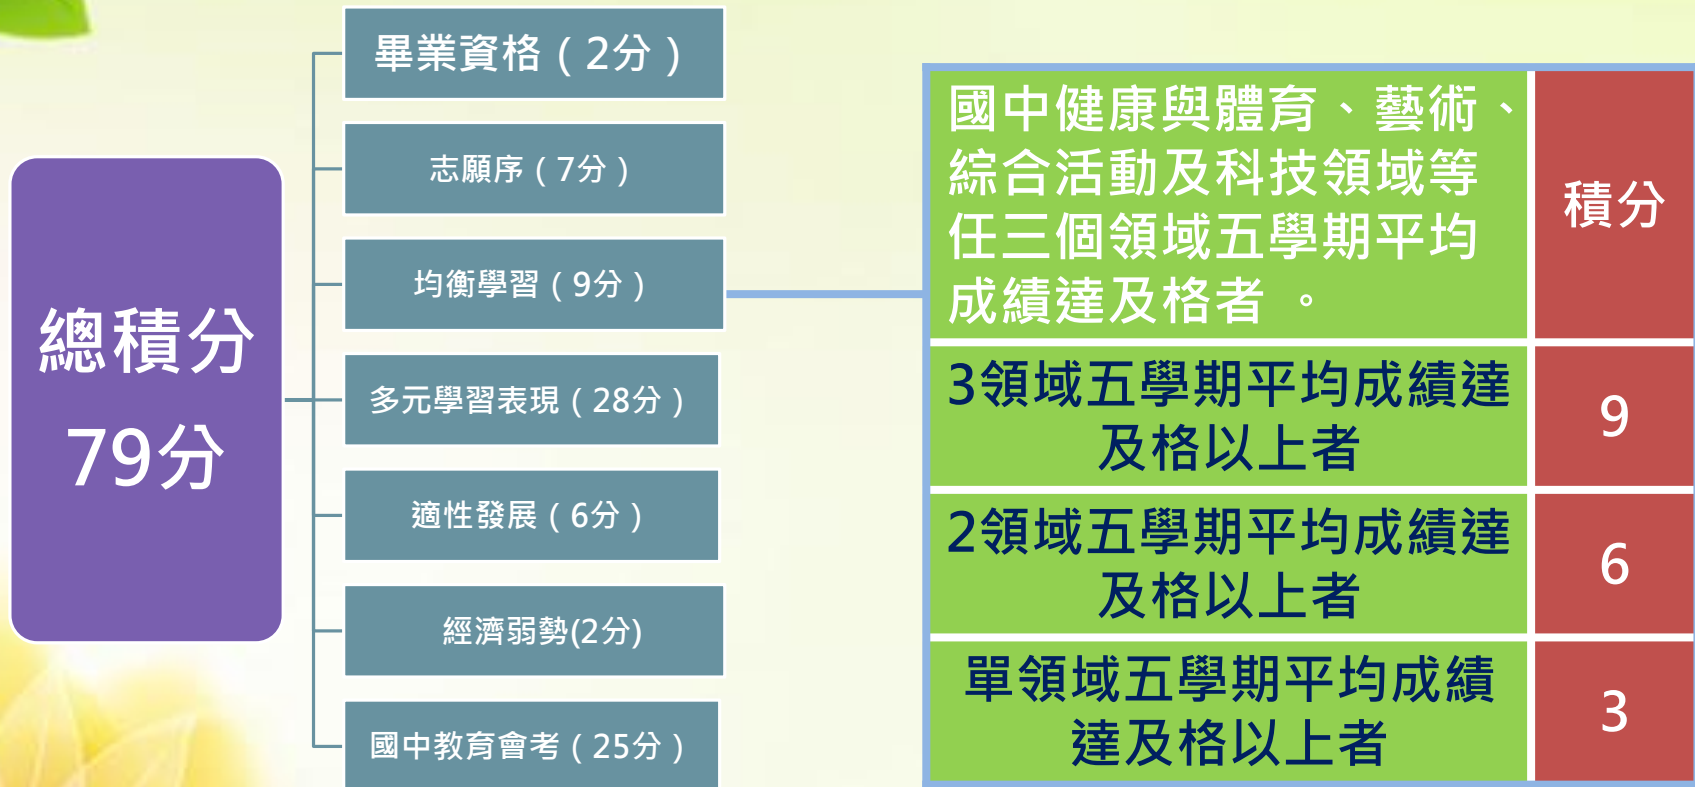 總積分
79分
畢業資格（2分）
志願序（7分）
均衡學習（9分）
多元學習表現（28分）
適性發展（6分）
經濟弱勢(2分)
國中教育會考（25分）
國中健康與體育、藝術、
綜合活動及科技領域等
任三個領域五學期平均
成績達及格者 。
積分
3領域五學期平均成績達
及格以上者
9
2領域五學期平均成績達
及格以上者
6
單領域五學期平均成績
達及格以上者
3